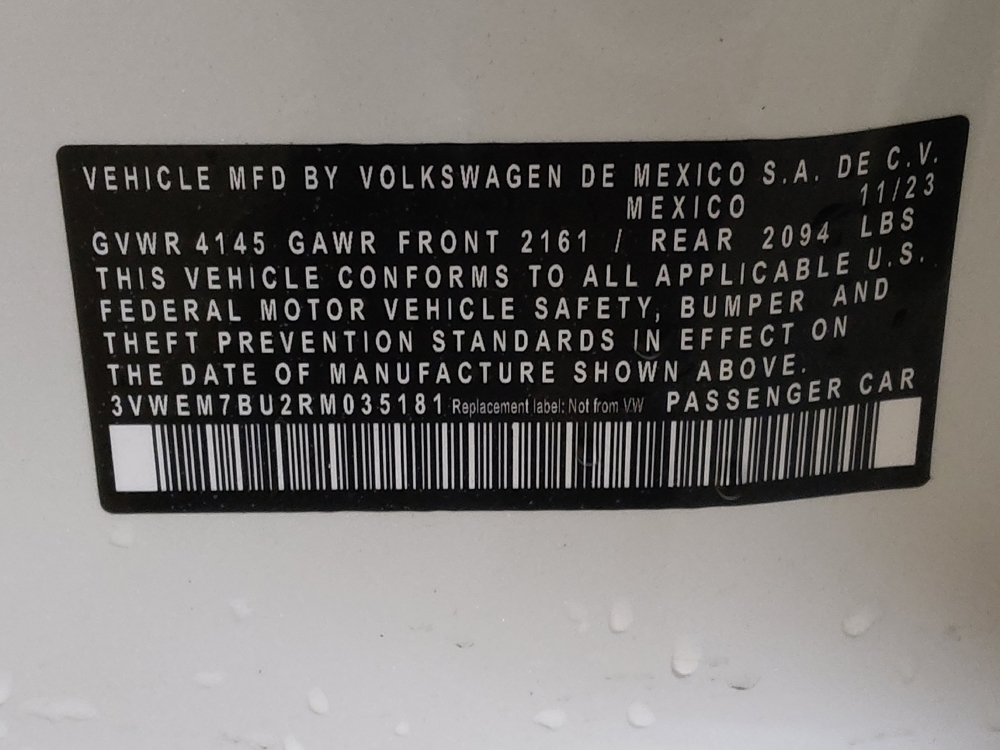 VEHICLE MFD BY VOLKSWAGEN DE MEXICO S.A. DE C.V.
MEXICO 11/23
GVWR 4145 GAWR FRONT 2161 / REAR 2094 LBS
THIS VEHICLE CONFORMS TO ALL APPLICABLE U.S.
FEDERAL MOTOR VEHICLE SAFETY, BUMPER AND
THEFT PREVENTION STANDARDS IN EFFECT ON
THE DATE OF MANUFACTURE SHOWN ABOVE.
3VWEM7BU2RM035181 Replacement label: Not from VW PASSENGER CAR